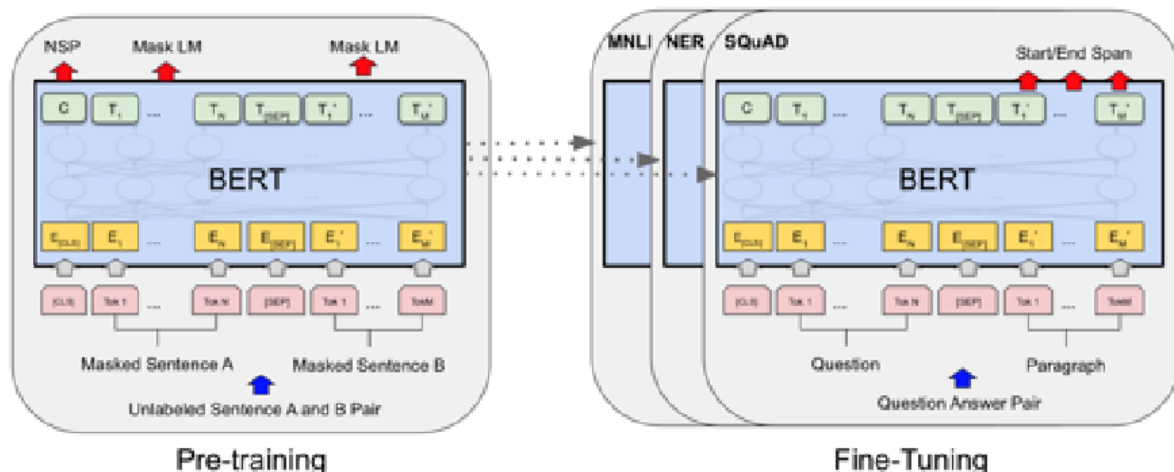 NSP Mask LM Mask LM
C T1 ... TN T[SEP] T1' ... TM'
BERT
E[CLS] E1 ... EN E[SEP] E1' ... EM'
[CLS] Tok 1 ... Tok N [SEP] Tok 1 ... TokM
Masked Sentence A Masked Sentence B
Unlabeled Sentence A and B Pair
Pre-training
MNLI NER SQuAD
Start/End Span
C T1 ... TN T[SEP] T1' ... TM'
BERT
E[CLS] E1 ... EN E[SEP] E1' ... EM'
[CLS] Tok 1 ... Tok N [SEP] Tok 1 ... TokM
Question Paragraph
Question Answer Pair
Fine-Tuning